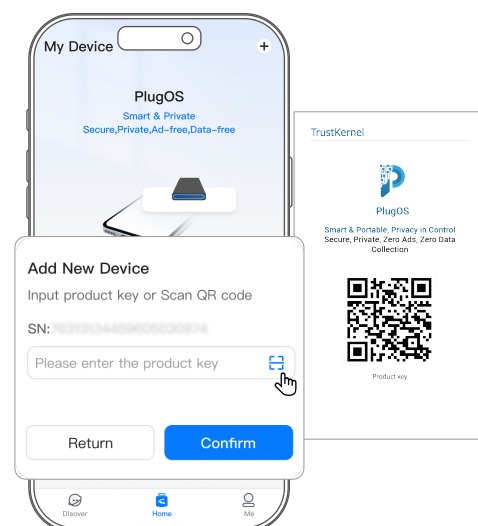 My Device
+
PlugOS
Smart & Private
Secure,Private,Ad-free,Data-free
TrustKernel
PlugOS
Smart & Portable, Privacy in Control
Secure, Private, Zero Ads, Zero Data
Collection
Product key
Add New Device
Input product key or Scan QR code
SN:
Please enter the product key
Return
Confirm
Disover
Home
Me